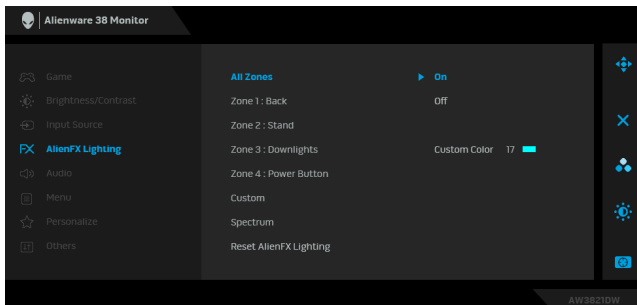 Alienware 38 Monitor
Game
Brightness/Contrast
Input Source
FX AlienFX Lighting
Audio
Menu
Personalize
Others
All Zones On
Zone 1 : Back Off
Zone 2 : Stand
Zone 3 : Downlights Custom Color 17
Zone 4 : Power Button
Custom
Spectrum
Reset AlienFX Lighting
AW3821DW